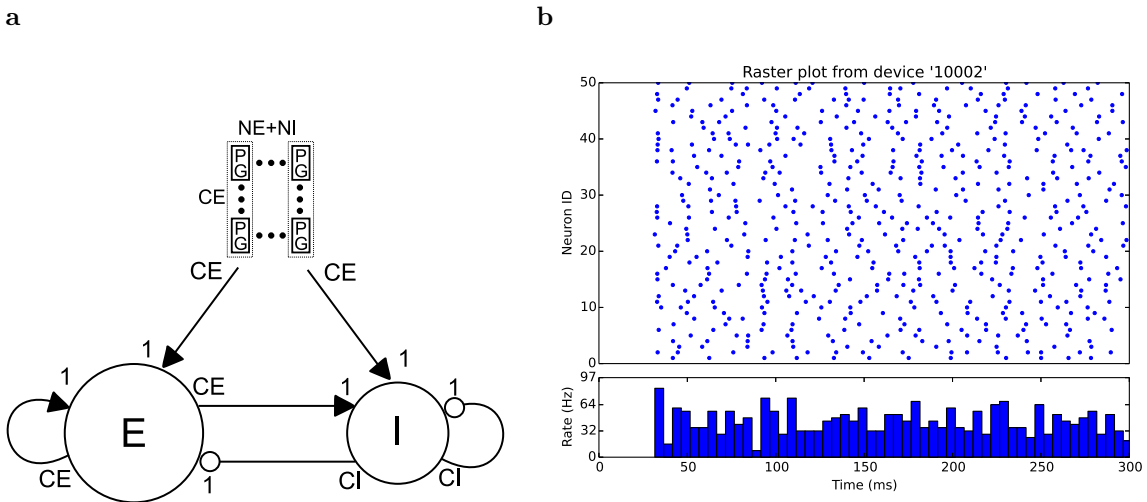 a
NE+NI
P
G
P
G
CE
P
G
P
G
CE
CE
1
1
1
CE
1
1
E
I
CE
1
CI
CI
b
Raster plot from device '10002'
50
40
30
20
10
0
Neuron ID
97
64
32
0
Rate (Hz)
0
50
100
150
200
250
300
Time (ms)